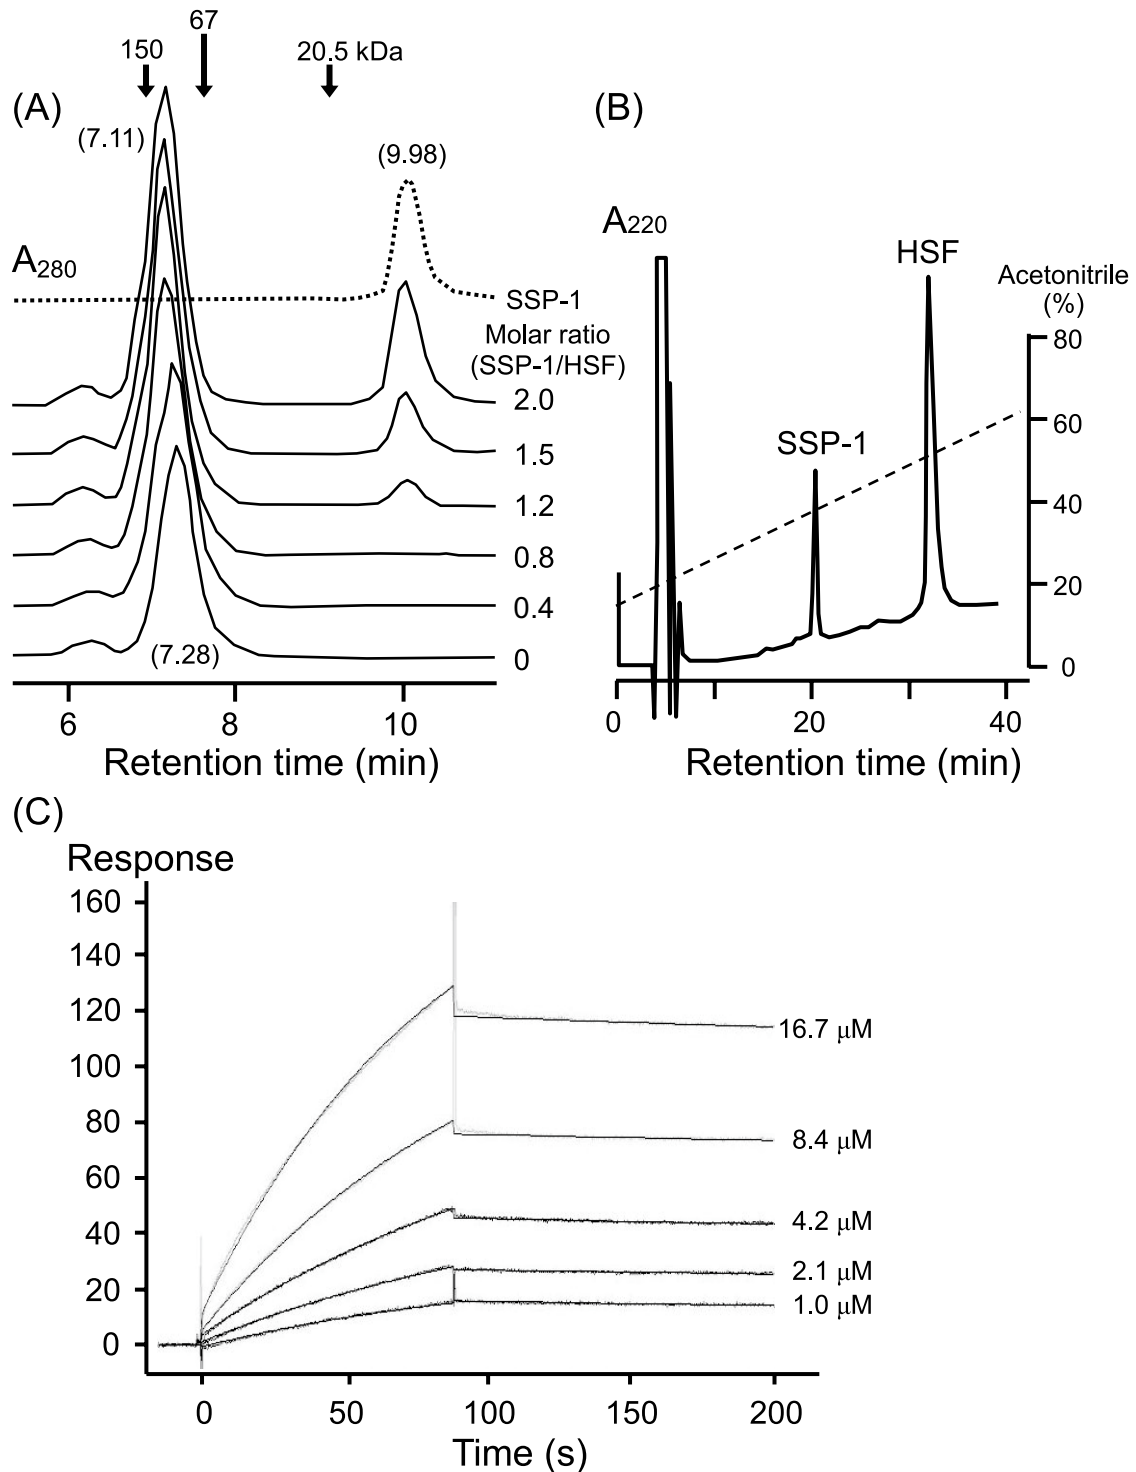 67
150
20.5 kDa
(A)
(B)
(7.11)
(9.98)
A280
A220
HSF
Acetonitrile
(%)
SSP-1
Molar ratio
(SSP-1/HSF)
80
2.0
60
SSP-1
1.5
1.2
40
0.8
20
0.4
(7.28)
0
0
6
8
10
0
20
40
Retention time (min)
Retention time (min)
(C)
Response
160
140
120
16.7 μM
100
80
8.4 μM
60
4.2 μM
40
2.1 μM
20
1.0 μM
0
0
50
100
150
200
Time (s)